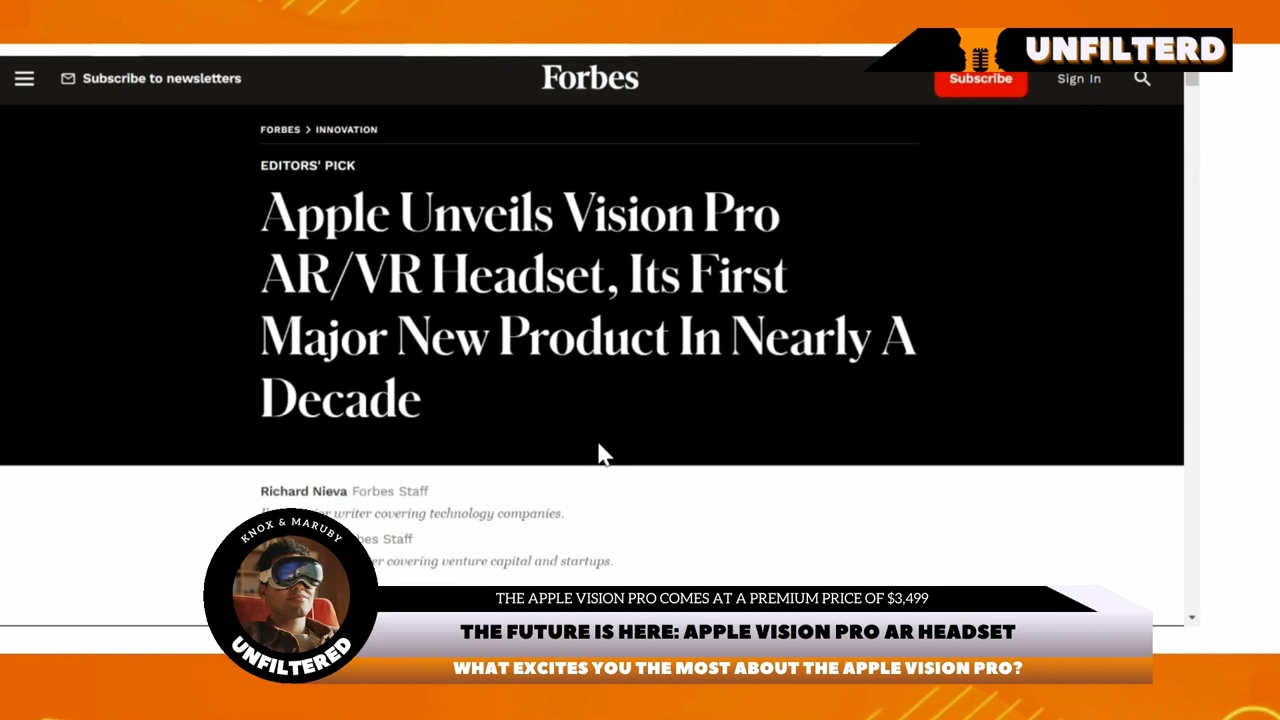 UNFILTERD
Subscribe to newsletters
Forbes
Subscribe
Sign In
FORBES > INNOVATION
EDITORS' PICK
Apple Unveils Vision Pro
AR/VR Headset, Its First
Major New Product In Nearly A
Decade
Richard Nieva Forbes Staff
writer covering technology companies.
Staff
covering venture capital and startups.
KNOX & MARUBY
UNFILTERED
THE APPLE VISION PRO COMES AT A PREMIUM PRICE OF $3,499
THE FUTURE IS HERE: APPLE VISION PRO AR HEADSET
WHAT EXCITES YOU THE MOST ABOUT THE APPLE VISION PRO?